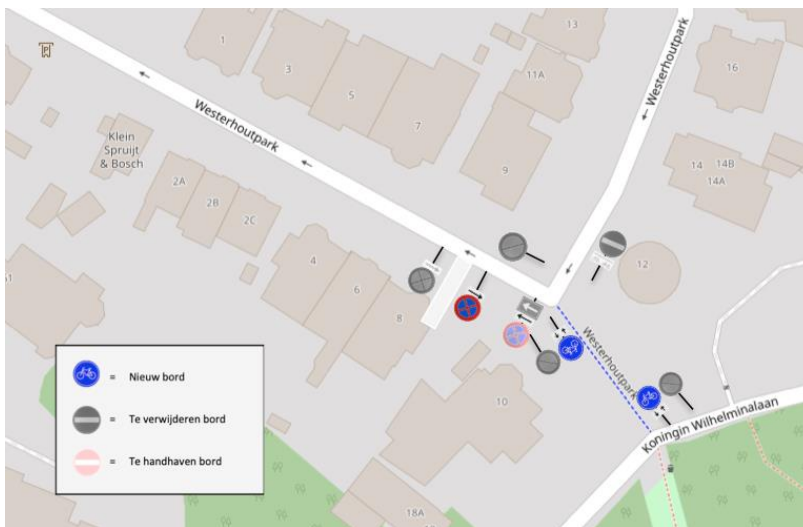 P
1
3
5
7
9
13
11A
16
14
14B
14A
12
Westerhoutpark
Westerhoutpark
Westerhoutpark
Koningin Wilhelminalaan
Klein
Spruijt
& Bosch
2A
2B
2C
4
6
8
10
18A
= Nieuw bord
= Te verwijderen bord
= Te handhaven bord